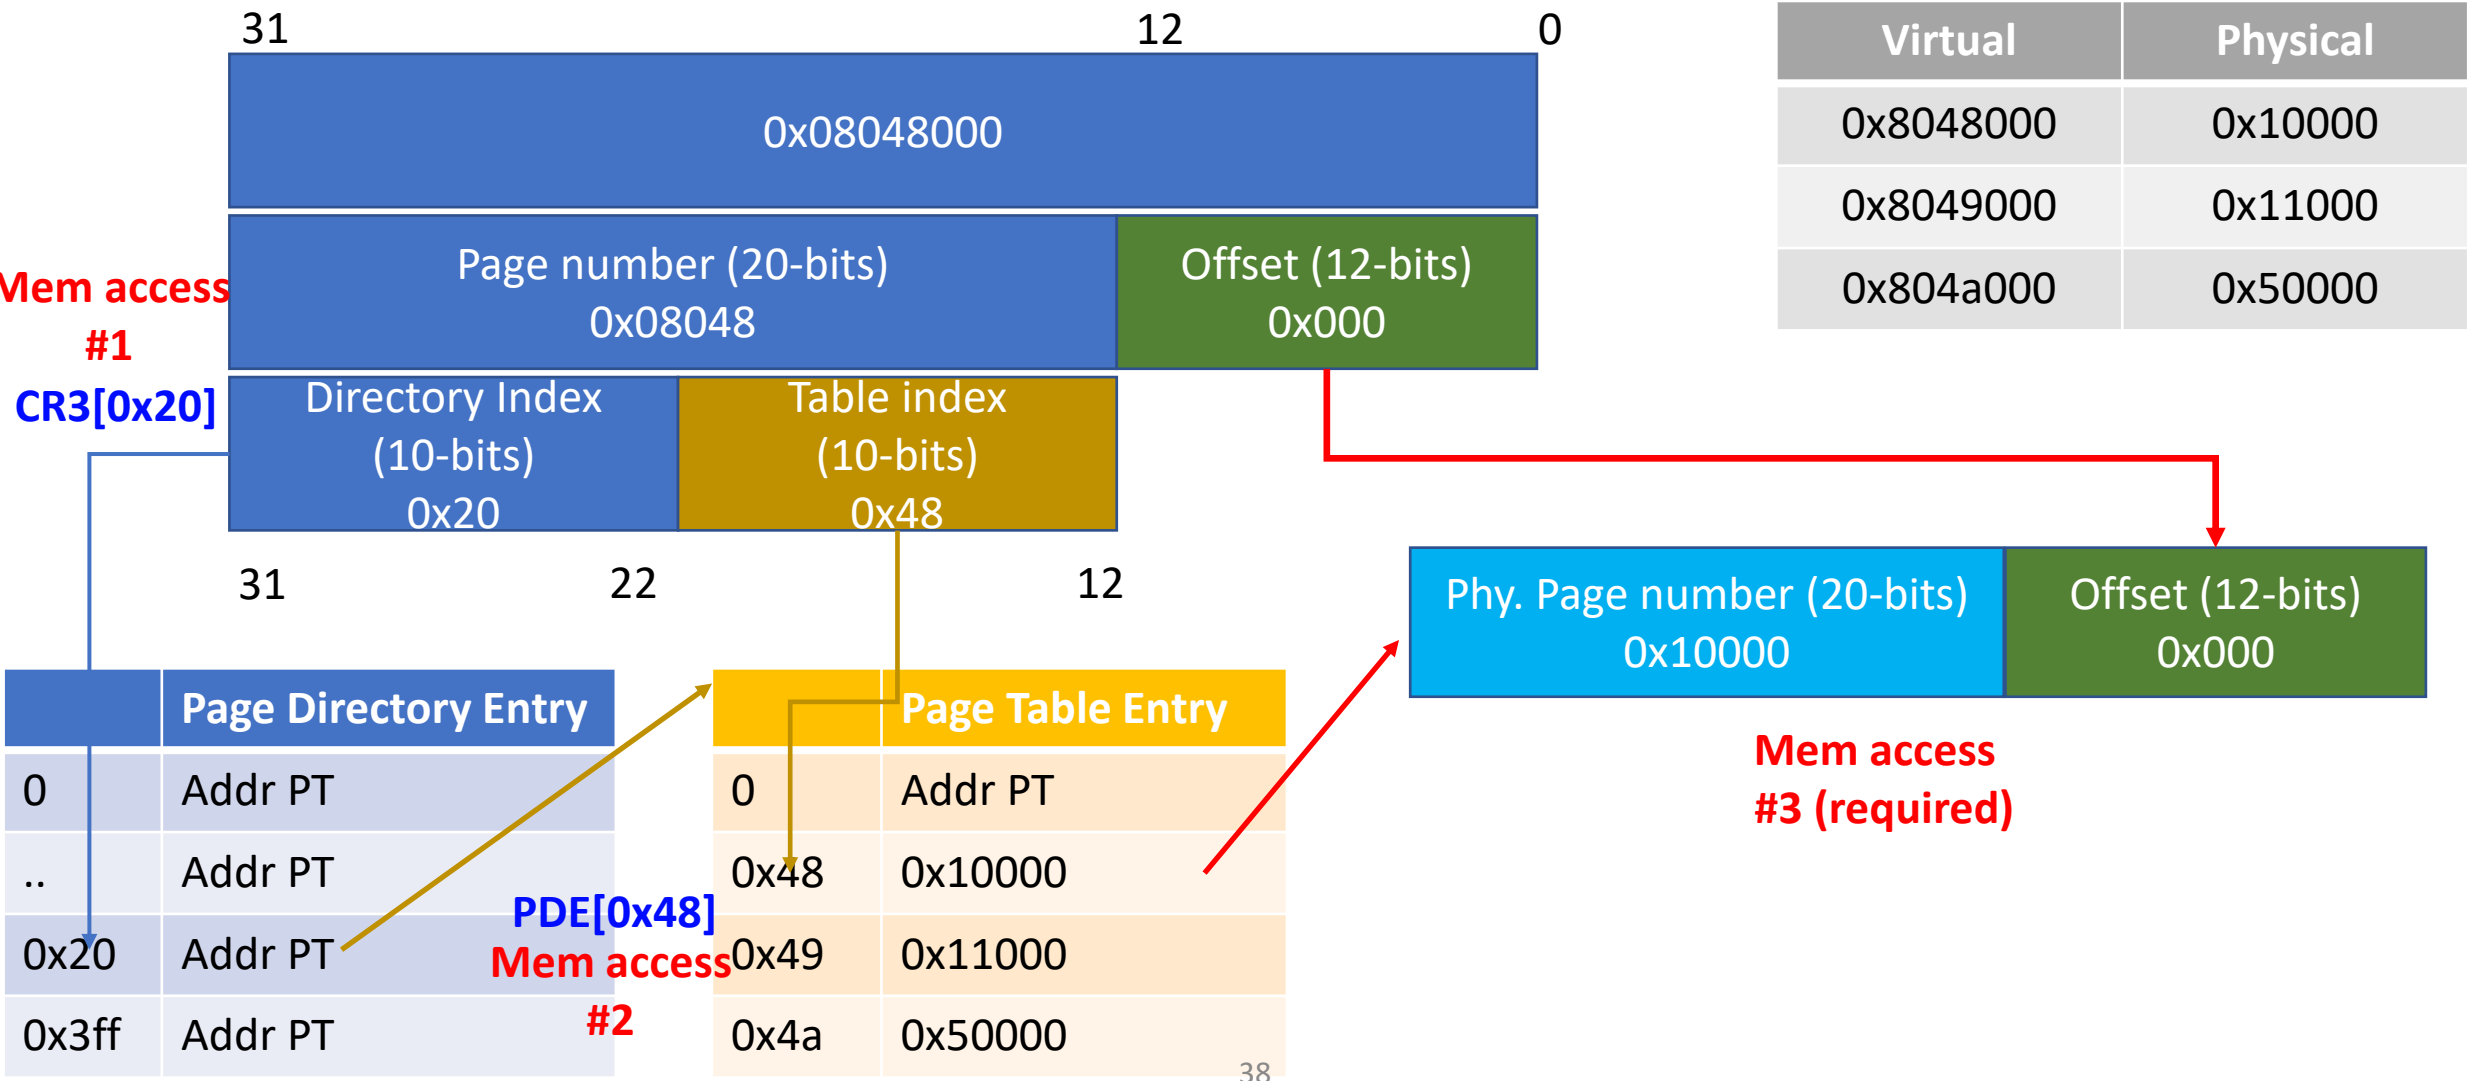 31 12 0
0x08048000
Page number (20-bits)
0x08048
Offset (12-bits)
0x000
Mem access
#1
CR3[0x20]
Directory Index
(10-bits)
0x20
Table index
(10-bits)
0x48
31 22 12
Virtual Physical
0x8048000 0x10000
0x8049000 0x11000
0x804a000 0x50000
Phy. Page number (20-bits)
0x10000
Offset (12-bits)
0x000
Mem access
#3 (required)
Page Directory Entry
0 Addr PT
.. Addr PT
0x20 Addr PT
0x3ff Addr PT
PDE[0x48]
Mem access
#2
Page Table Entry
0 Addr PT
0x48 0x10000
0x49 0x11000
0x4a 0x50000
38